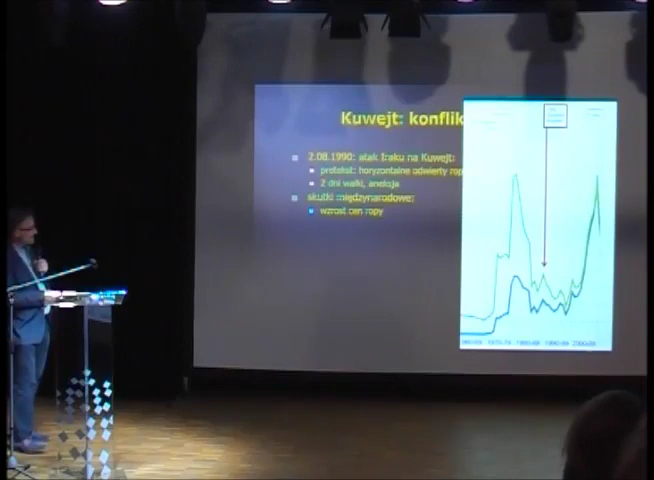 Kuwejt: konflik
2.08.1990: atak Iraku na Kuwejt:
pretekst: horyzontalne odwierty rop
2 dni walki, aneksja
skutki międzynarodowe:
wzrost cen ropy